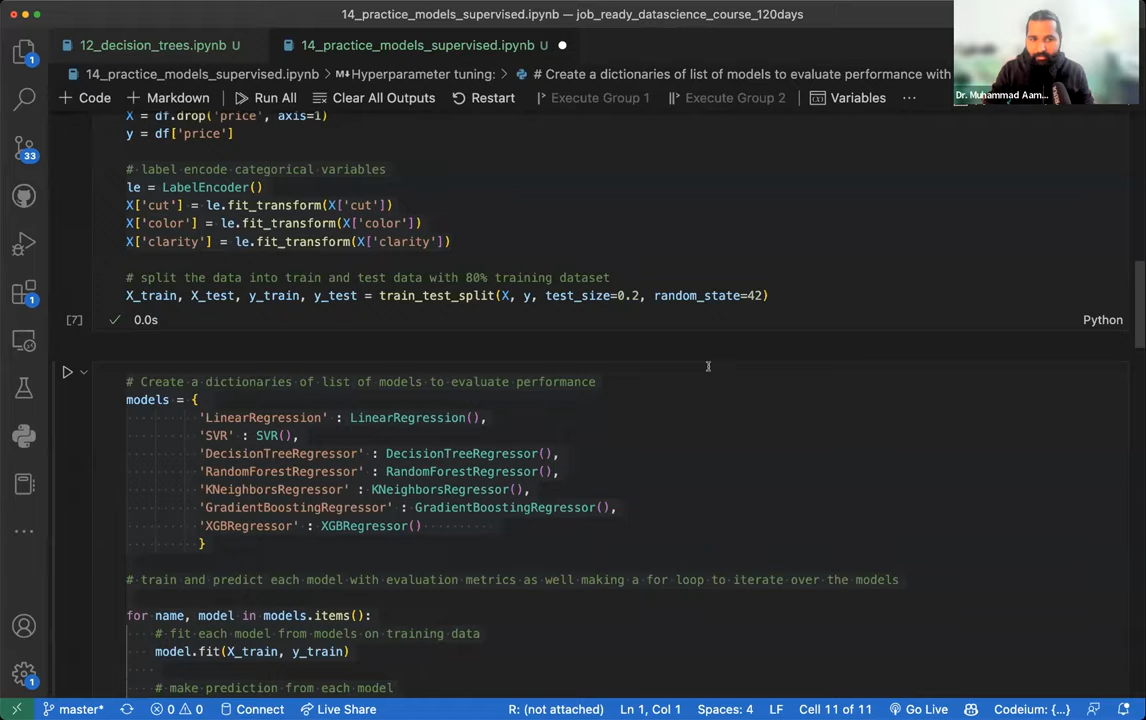 14_practice_models_supervised.ipynb — job_ready_datascience_course_120days
12_decision_trees.ipynb U
14_practice_models_supervised.ipynb U
14_practice_models_supervised.ipynb > M↓Hyperparameter tuning: > # Create a dictionaries of list of models to evaluate performance with
+ Code + Markdown Run All Clear All Outputs Restart Execute Group 1 Execute Group 2 Variables ...
Dr. Muhammad Aam...
X = df.drop('price', axis=1)
y = df['price']
# label encode categorical variables
le = LabelEncoder()
X['cut'] = le.fit_transform(X['cut'])
X['color'] = le.fit_transform(X['color'])
X['clarity'] = le.fit_transform(X['clarity'])
# split the data into train and test data with 80% training dataset
X_train, X_test, y_train, y_test = train_test_split(X, y, test_size=0.2, random_state=42)
[7] 0.0s Python
# Create a dictionaries of list of models to evaluate performance
models = {
'LinearRegression' : LinearRegression(),
'SVR' : SVR(),
'DecisionTreeRegressor' : DecisionTreeRegressor(),
'RandomForestRegressor' : RandomForestRegressor(),
'KNeighborsRegressor' : KNeighborsRegressor(),
'GradientBoostingRegressor' : GradientBoostingRegressor(),
'XGBRegressor' : XGBRegressor()
}
# train and predict each model with evaluation metrics as well making a for loop to iterate over the models
for name, model in models.items():
# fit each model from models on training data
model.fit(X_train, y_train)
# make prediction from each model
1
33
1
1
master* 0 0 Connect Live Share R: (not attached) Ln 1, Col 1 Spaces: 4 LF Cell 11 of 11 Go Live Codeium: {...}